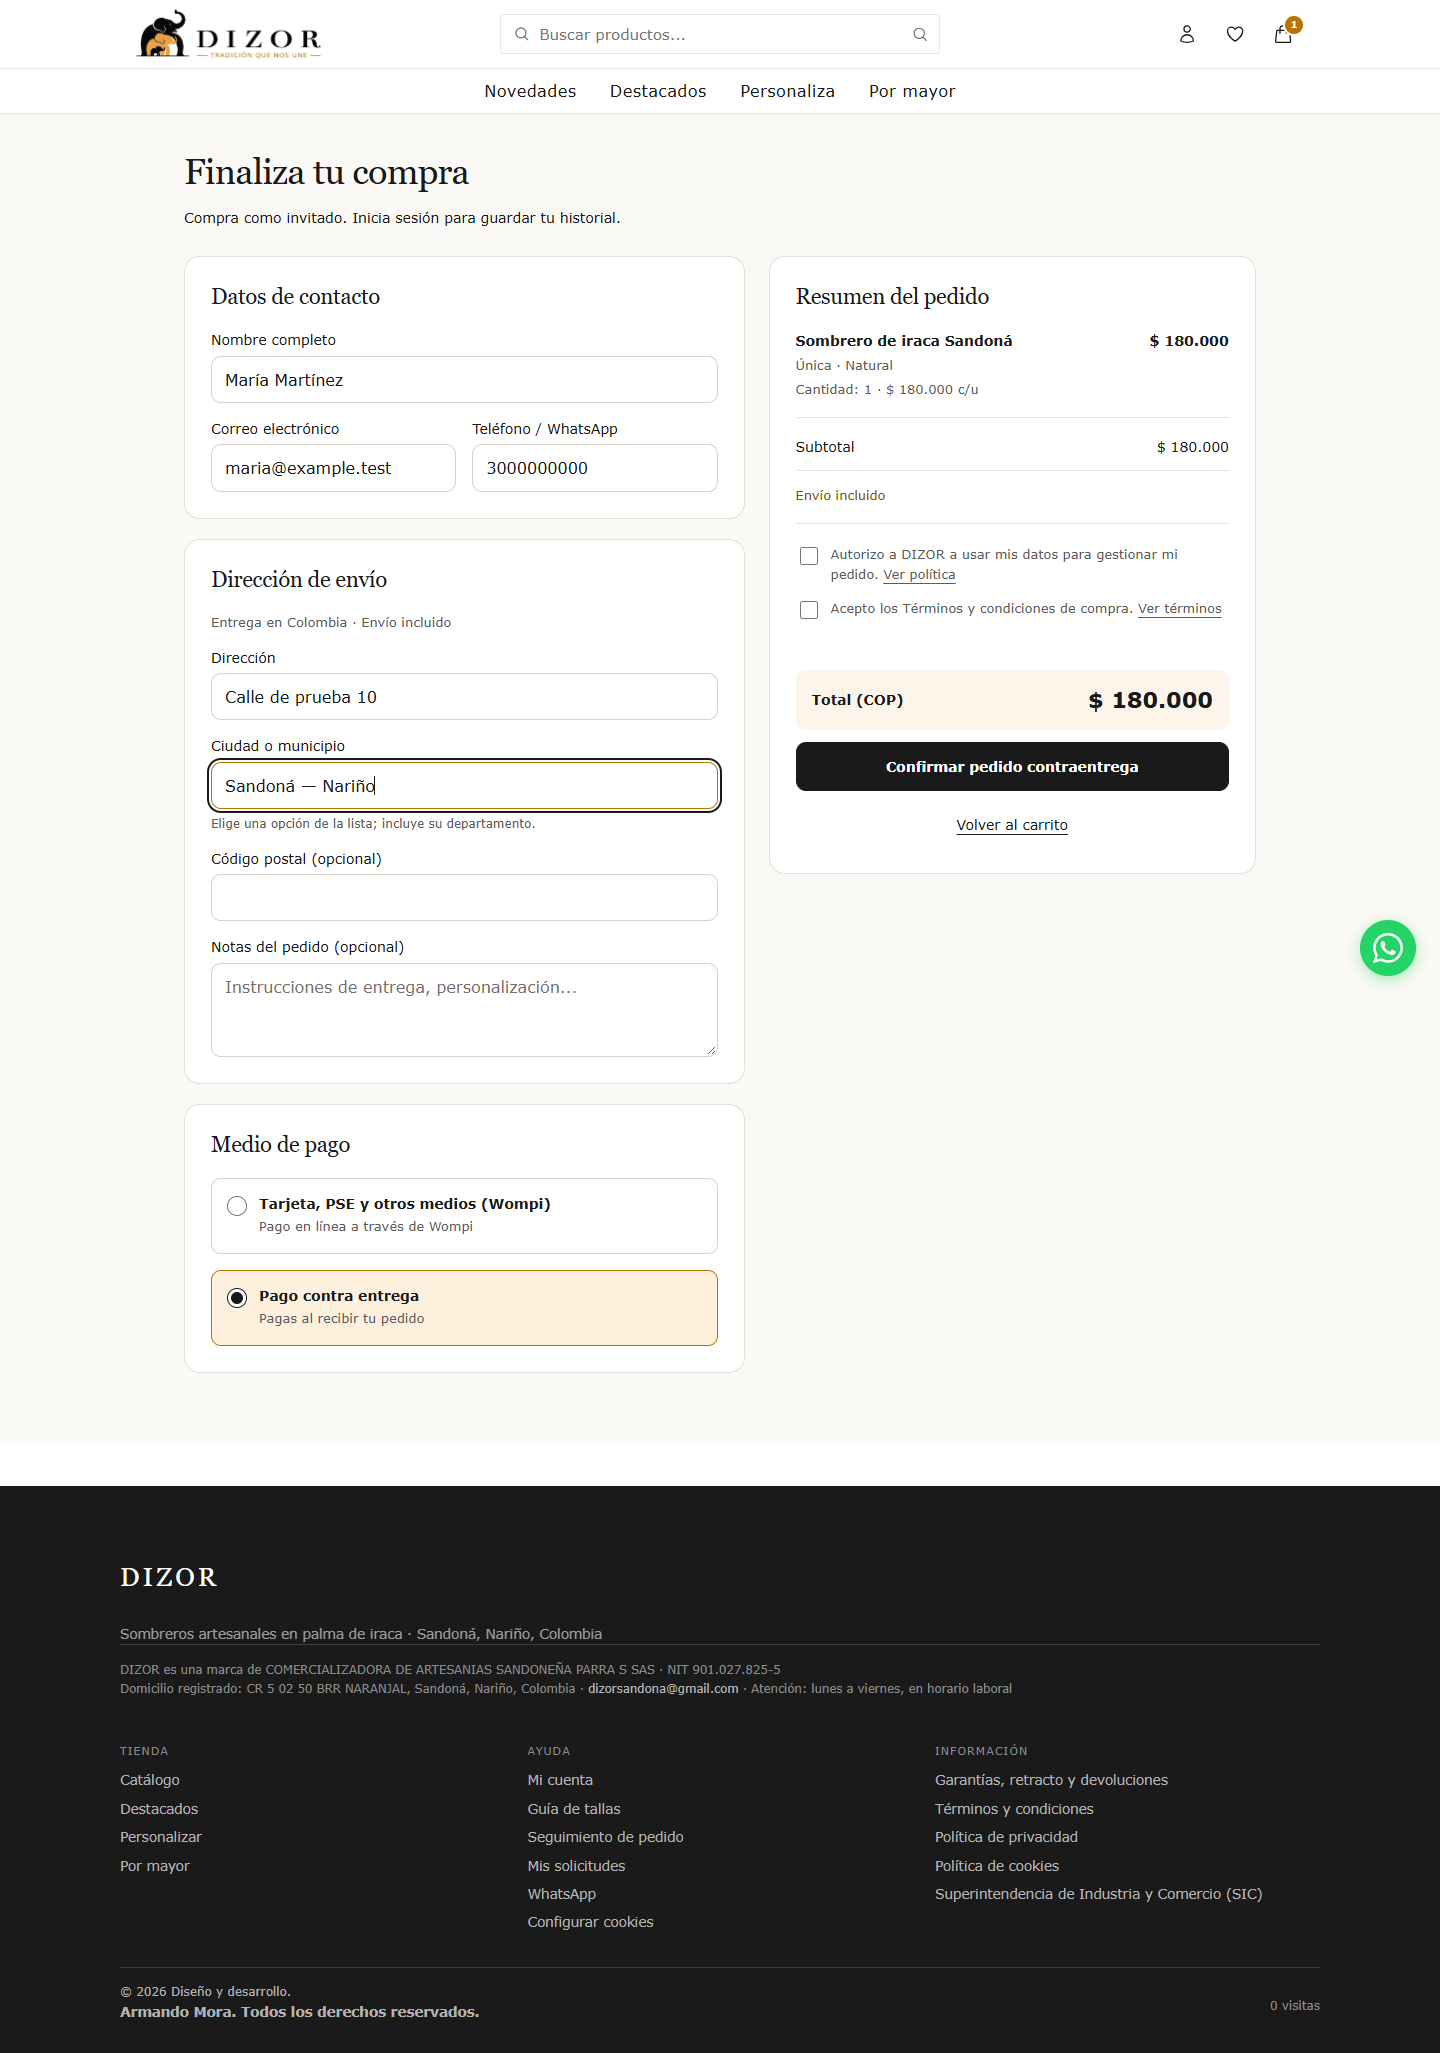 DIZOR
TRADICIÓN QUE NOS UNE
Buscar productos...
1
Novedades
Destacados
Personaliza
Por mayor
Finaliza tu compra
Compra como invitado. Inicia sesión para guardar tu historial.
Datos de contacto
Nombre completo
María Martínez
Correo electrónico
Teléfono / WhatsApp
maria@example.test
3000000000
Dirección de envío
Entrega en Colombia · Envío incluido
Dirección
Calle de prueba 10
Ciudad o municipio
Sandoná — Nariño
Elige una opción de la lista; incluye su departamento.
Código postal (opcional)
Notas del pedido (opcional)
Instrucciones de entrega, personalización...
Medio de pago
Tarjeta, PSE y otros medios (Wompi)
Pago en línea a través de Wompi
Pago contra entrega
Pagas al recibir tu pedido
Resumen del pedido
Sombrero de iraca Sandoná $ 180.000
Única · Natural
Cantidad: 1 · $ 180.000 c/u
Subtotal $ 180.000
Envío incluido
Autorizo a DIZOR a usar mis datos para gestionar mi
pedido. Ver política
Acepto los Términos y condiciones de compra. Ver términos
Total (COP) $ 180.000
Confirmar pedido contraentrega
Volver al carrito
DIZOR
Sombreros artesanales en palma de iraca · Sandoná, Nariño, Colombia
DIZOR es una marca de COMERCIALIZADORA DE ARTESANIAS SANDONEÑA PARRA S SAS · NIT 901.027.825-5
Domicilio registrado: CR 5 02 50 BRR NARANJAL, Sandoná, Nariño, Colombia · dizorsandona@gmail.com · Atención: lunes a viernes, en horario laboral
TIENDA
Catálogo
Destacados
Personalizar
Por mayor
AYUDA
Mi cuenta
Guía de tallas
Seguimiento de pedido
Mis solicitudes
WhatsApp
Configurar cookies
INFORMACIÓN
Garantías, retracto y devoluciones
Términos y condiciones
Política de privacidad
Política de cookies
Superintendencia de Industria y Comercio (SIC)
© 2026 Diseño y desarrollo.
Armando Mora. Todos los derechos reservados.
0 visitas